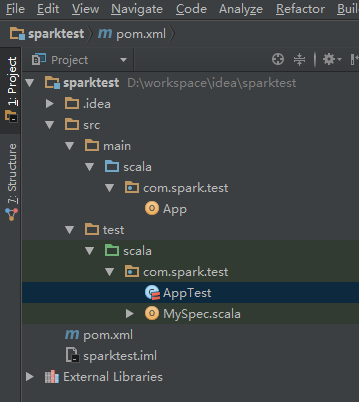 File Edit View Navigate Code Analyze Refactor Build
sparktest pom.xml
Project
sparktest D:\workspace\idea\sparktest
.idea
src
main
scala
com.spark.test
App
test
scala
com.spark.test
AppTest
MySpec.scala
pom.xml
sparktest.iml
External Libraries
1: Project
7: Structure